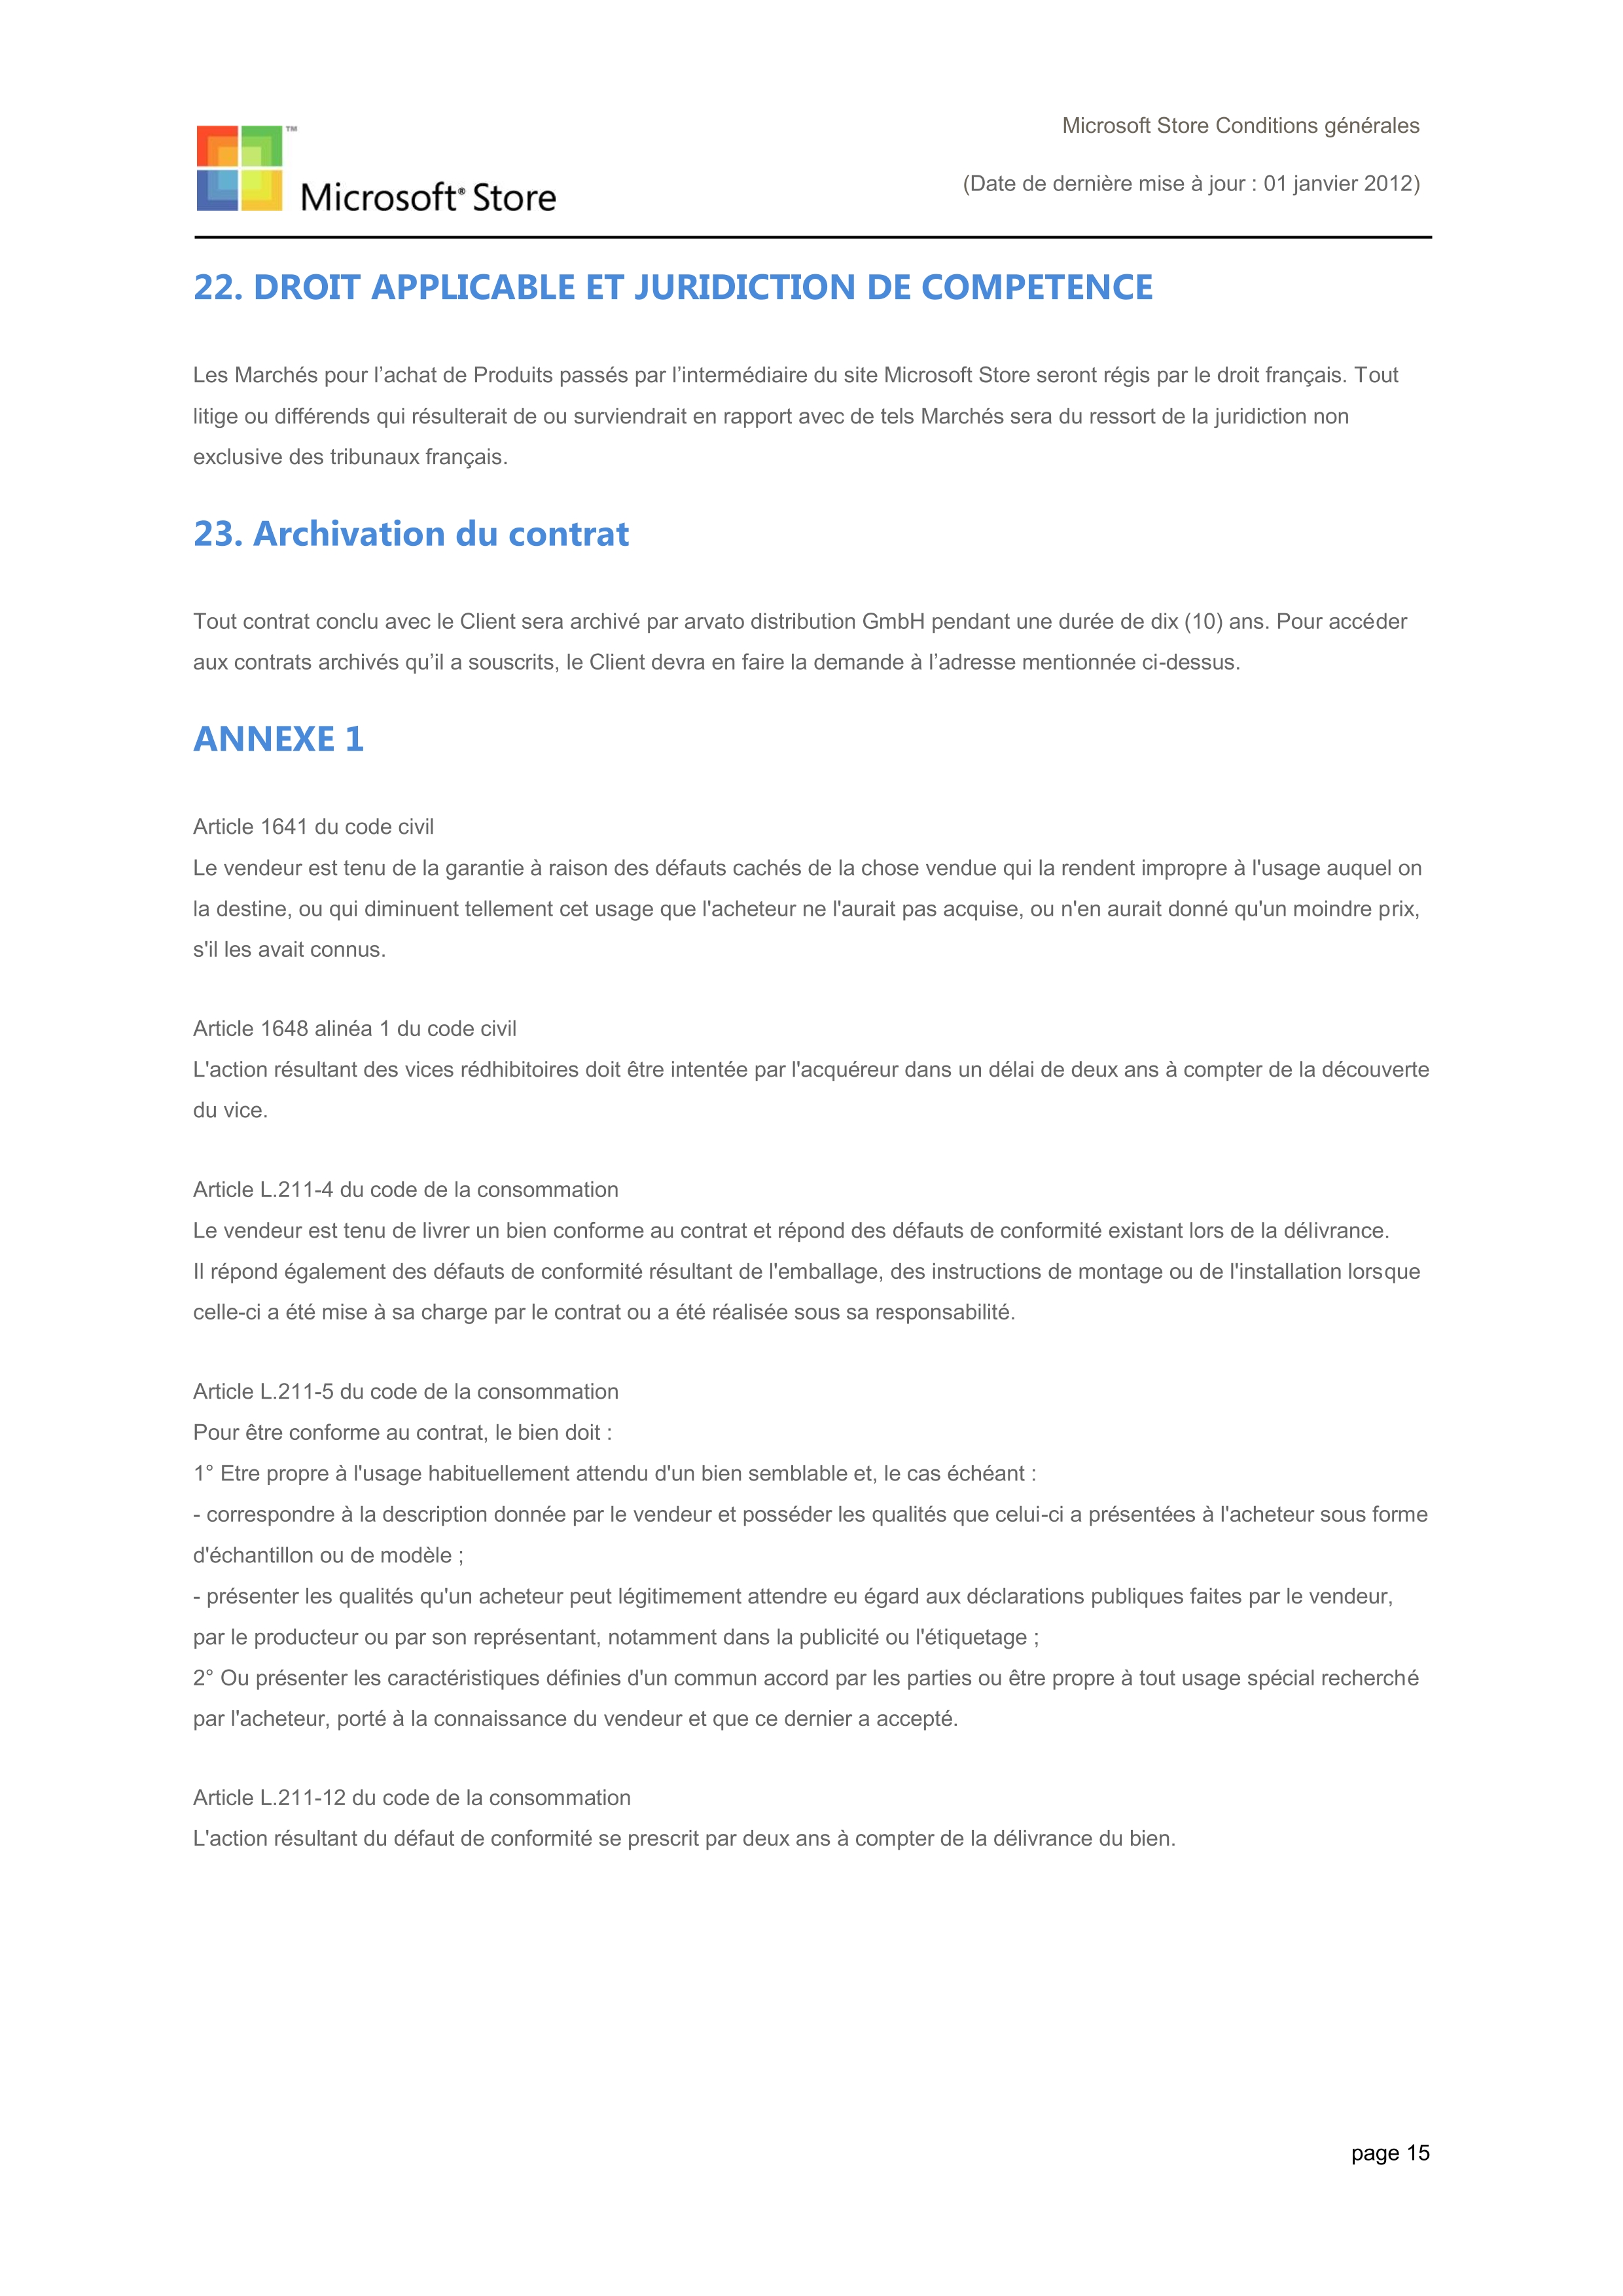 Microsoft Store Conditions générales
(Date de dernière mise à jour : 01 janvier 2012)
™
Microsoft® Store
22. DROIT APPLICABLE ET JURIDICTION DE COMPETENCE
Les Marchés pour l’achat de Produits passés par l’intermédiaire du site Microsoft Store seront régis par le droit français. Tout
litige ou différends qui résulterait de ou surviendrait en rapport avec de tels Marchés sera du ressort de la juridiction non
exclusive des tribunaux français.
23. Archivation du contrat
Tout contrat conclu avec le Client sera archivé par arvato distribution GmbH pendant une durée de dix (10) ans. Pour accéder
aux contrats archivés qu’il a souscrits, le Client devra en faire la demande à l’adresse mentionnée ci-dessus.
ANNEXE 1
Article 1641 du code civil
Le vendeur est tenu de la garantie à raison des défauts cachés de la chose vendue qui la rendent impropre à l'usage auquel on
la destine, ou qui diminuent tellement cet usage que l'acheteur ne l'aurait pas acquise, ou n'en aurait donné qu'un moindre prix,
s'il les avait connus.
Article 1648 alinéa 1 du code civil
L'action résultant des vices rédhibitoires doit être intentée par l'acquéreur dans un délai de deux ans à compter de la découverte
du vice.
Article L.211-4 du code de la consommation
Le vendeur est tenu de livrer un bien conforme au contrat et répond des défauts de conformité existant lors de la délivrance.
Il répond également des défauts de conformité résultant de l'emballage, des instructions de montage ou de l'installation lorsque
celle-ci a été mise à sa charge par le contrat ou a été réalisée sous sa responsabilité.
Article L.211-5 du code de la consommation
Pour être conforme au contrat, le bien doit :
1° Etre propre à l'usage habituellement attendu d'un bien semblable et, le cas échéant :
- correspondre à la description donnée par le vendeur et posséder les qualités que celui-ci a présentées à l'acheteur sous forme
d'échantillon ou de modèle ;
- présenter les qualités qu'un acheteur peut légitimement attendre eu égard aux déclarations publiques faites par le vendeur,
par le producteur ou par son représentant, notamment dans la publicité ou l'étiquetage ;
2° Ou présenter les caractéristiques définies d'un commun accord par les parties ou être propre à tout usage spécial recherché
par l'acheteur, porté à la connaissance du vendeur et que ce dernier a accepté.
Article L.211-12 du code de la consommation
L'action résultant du défaut de conformité se prescrit par deux ans à compter de la délivrance du bien.
page 15